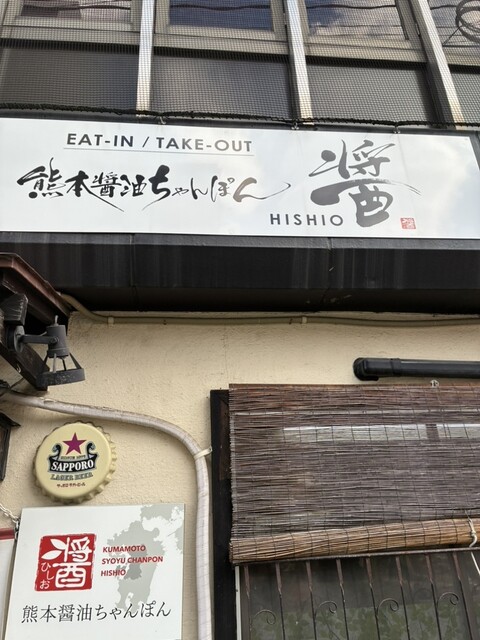 EAT-IN / TAKE-OUT
熊本醤油ちゃんぽん
醤
HISHIO
SAPPORO
LAGER BEER
醤
ひしお
KUMAMOTO
SYOYU CHANPON
HISHIO
熊本醤油ちゃんぽん